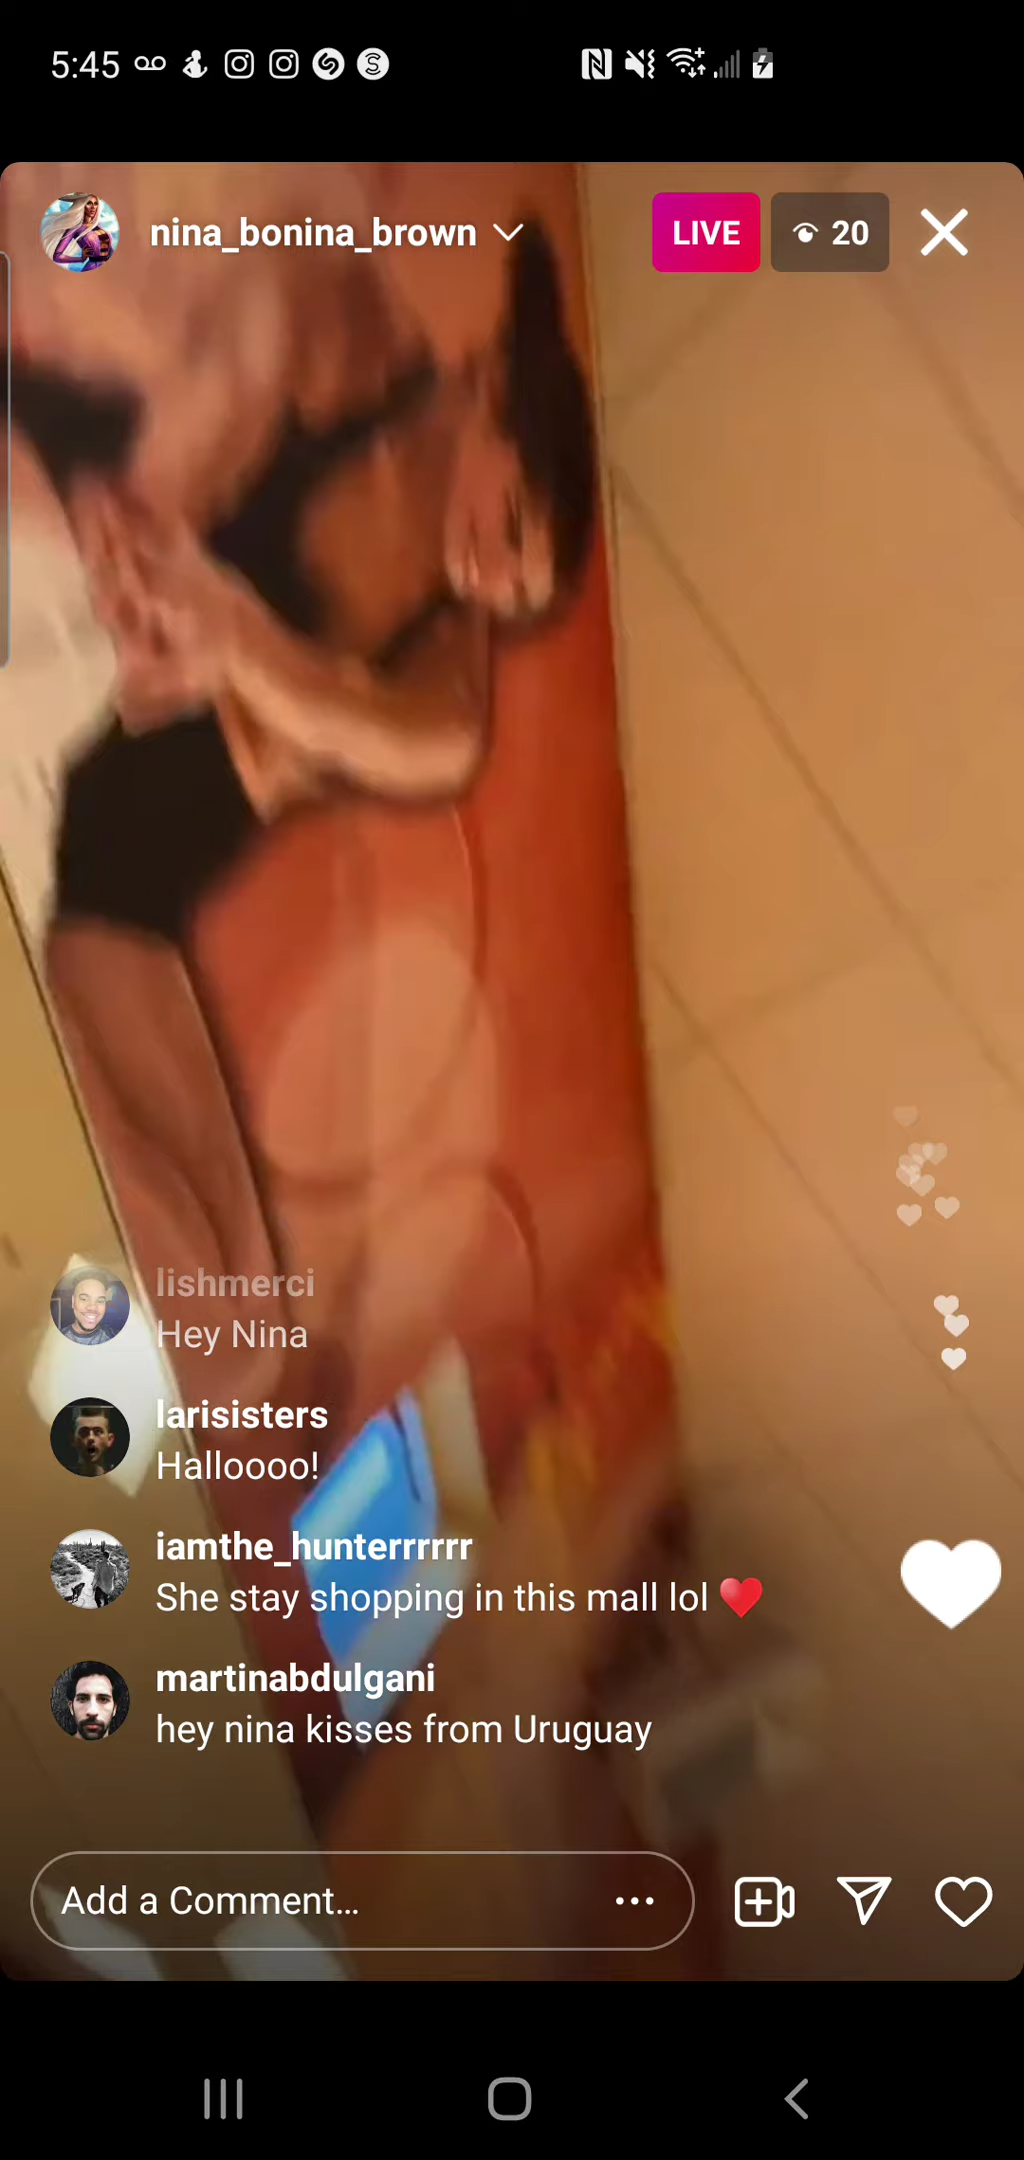 5:45
nina_bonina_brown
LIVE
20
lishmerci
Hey Nina
larisisters
Halloooo!
iamthe_hunterrrrrr
She stay shopping in this mall lol ♥️
martinabdulgani
hey nina kisses from Uruguay
Add a Comment...